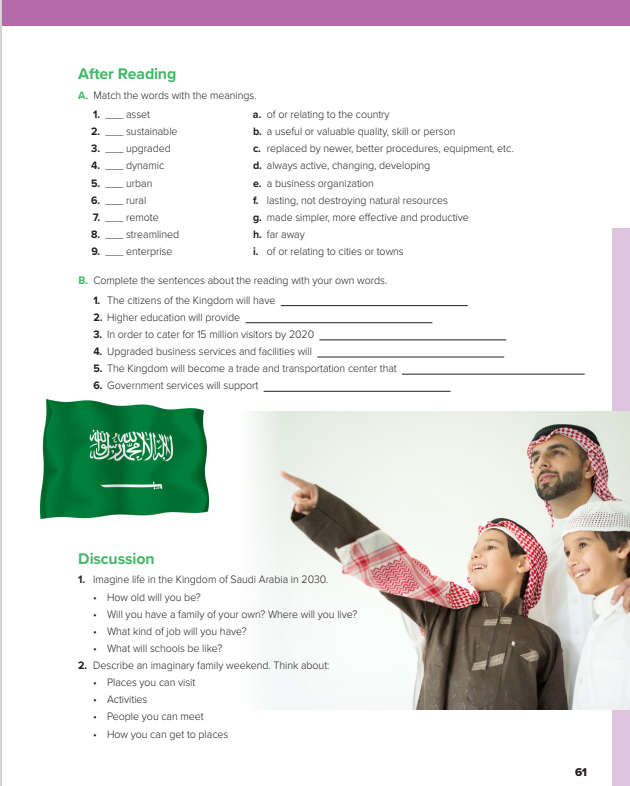 After Reading
A. Match the words with the meanings.
1. ___ asset a. of or relating to the country
2. ___ sustainable b. a useful or valuable quality, skill or person
3. ___ upgraded c. replaced by newer, better procedures, equipment, etc.
4. ___ dynamic d. always active, changing, developing
5. ___ urban e. a business organization
6. ___ rural f. lasting, not destroying natural resources
7. ___ remote g. made simpler, more effective and productive
8. ___ streamlined h. far away
9. ___ enterprise i. of or relating to cities or towns
B. Complete the sentences about the reading with your own words.
1. The citizens of the Kingdom will have ___
2. Higher education will provide ___
3. In order to cater for 15 million visitors by 2020 ___
4. Upgraded business services and facilities will ___
5. The Kingdom will become a trade and transportation center that ___
6. Government services will support ___
لا إله إلا الله محمد رسول الله
Discussion
1. Imagine life in the Kingdom of Saudi Arabia in 2030.
• How old will you be?
• Will you have a family of your own? Where will you live?
• What kind of job will you have?
• What will schools be like?
2. Describe an imaginary family weekend. Think about:
• Places you can visit
• Activities
• People you can meet
• How you can get to places
61